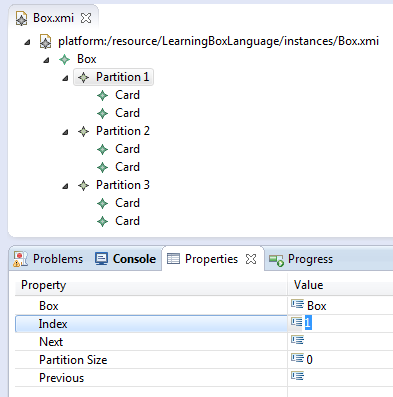 Box.xmi
platform:/resource/LearningBoxLanguage/instances/Box.xmi
Box
Partition 1
Card
Card
Partition 2
Card
Card
Partition 3
Card
Card
Problems Console Properties Progress
Property Value
Box Box
Index 1
Next
Partition Size 0
Previous